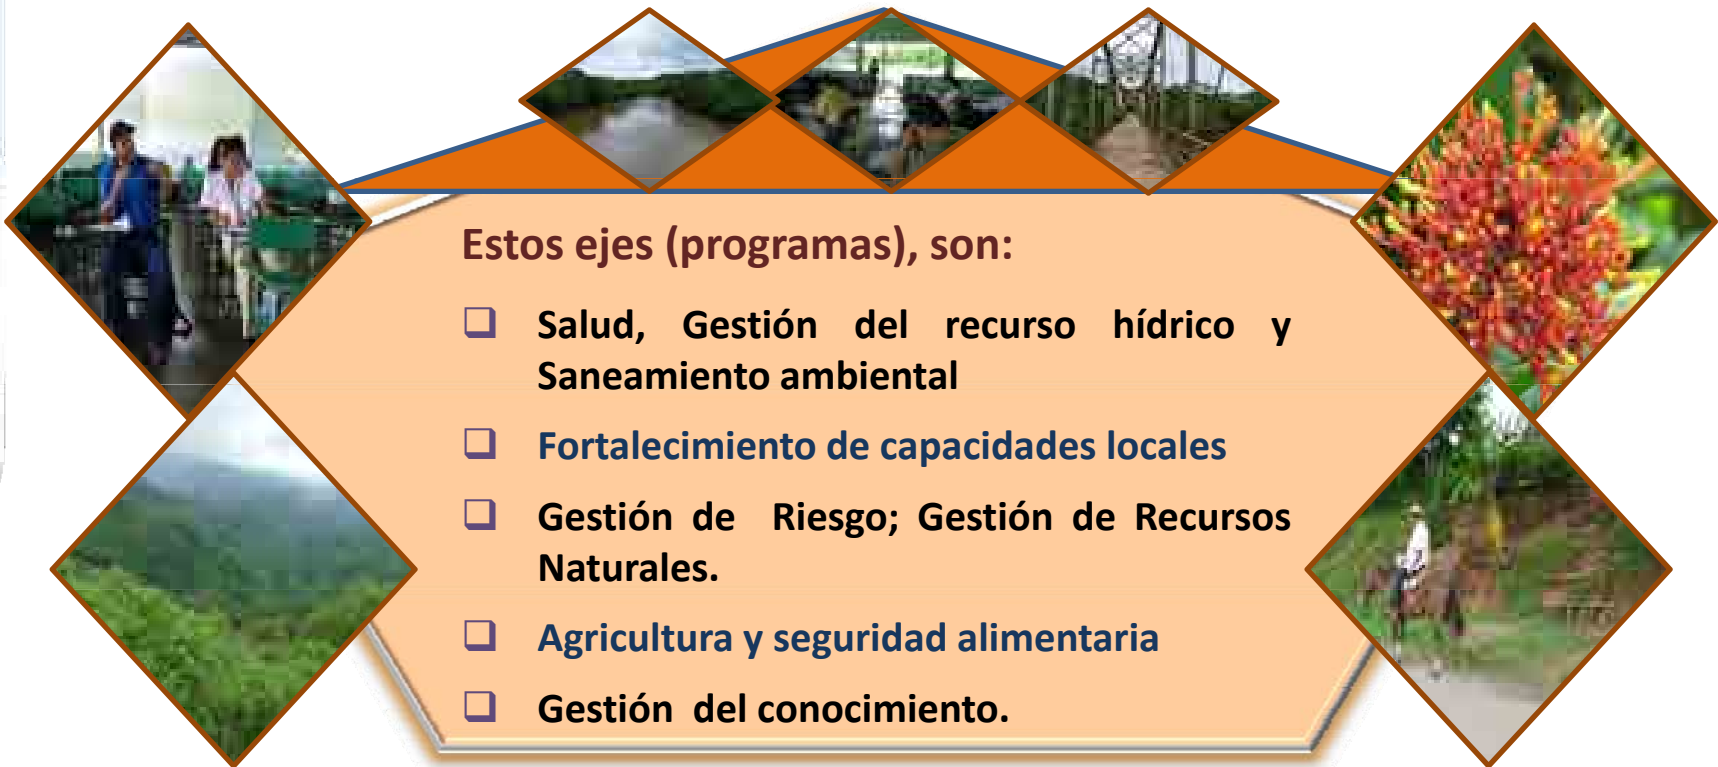 Estos ejes (programas), son:
❑ Salud, Gestión del recurso hídrico y
Saneamiento ambiental
❑ Fortalecimiento de capacidades locales
❑ Gestión de Riesgo; Gestión de Recursos
Naturales.
❑ Agricultura y seguridad alimentaria
❑ Gestión del conocimiento.